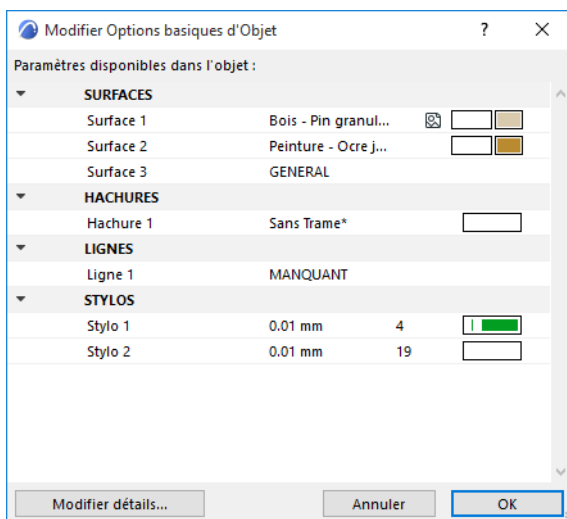 Modifier Options basiques d'Objet ?
Paramètres disponibles dans l'objet :
SURFACES
Surface 1 Bois - Pin granul...
Surface 2 Peinture - Ocre j...
Surface 3 GENERAL
HACHURES
Hachure 1 Sans Trame*
LIGNES
Ligne 1 MANQUANT
STYLOS
Stylo 1 0.01 mm 4
Stylo 2 0.01 mm 19
Modifier détails... Annuler OK